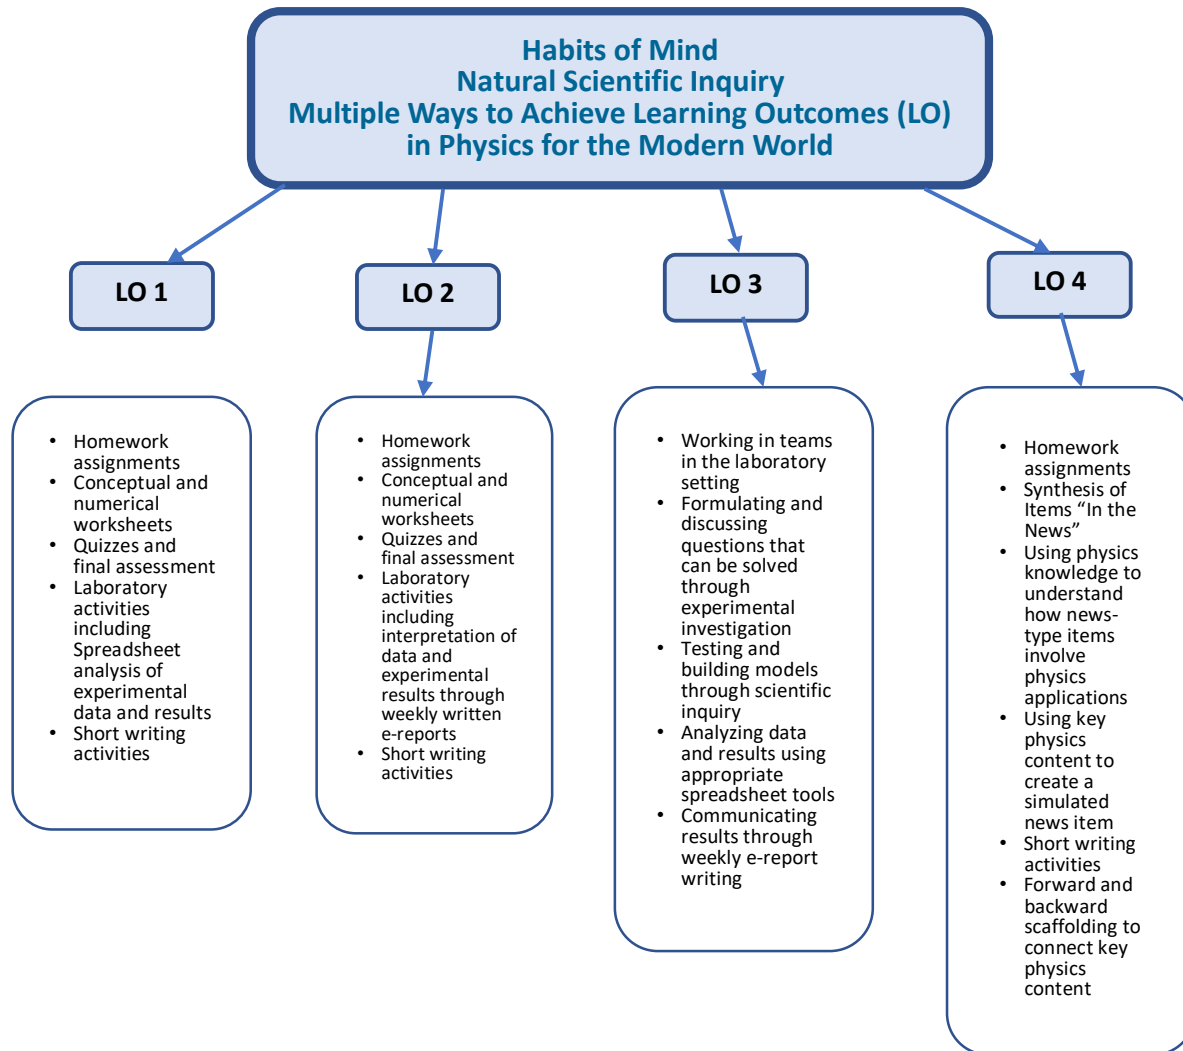 Habits of Mind
Natural Scientific Inquiry
Multiple Ways to Achieve Learning Outcomes (LO)
in Physics for the Modern World
LO 1
LO 2
LO 3
LO 4
• Homework
assignments
• Conceptual and
numerical
worksheets
• Quizzes and
final assessment
• Laboratory
activities
including
Spreadsheet
analysis of
experimental
data and results
• Short writing
activities
• Homework
assignments
• Conceptual and
numerical
worksheets
• Quizzes and
final assessment
• Laboratory
activities
including
interpretation of
data and
experimental
results through
weekly written
e-reports
• Short writing
activities
• Working in teams
in the laboratory
setting
• Formulating and
discussing
questions that
can be solved
through
experimental
investigation
• Testing and
building models
through scientific
inquiry
• Analyzing data
and results using
appropriate
spreadsheet tools
• Communicating
results through
weekly e-report
writing
• Homework
assignments
• Synthesis of
Items “In the
News”
• Using physics
knowledge to
understand
how news-
type items
involve
physics
applications
• Using key
physics
content to
create a
simulated
news item
• Short writing
activities
• Forward and
backward
scaffolding to
connect key
physics
content